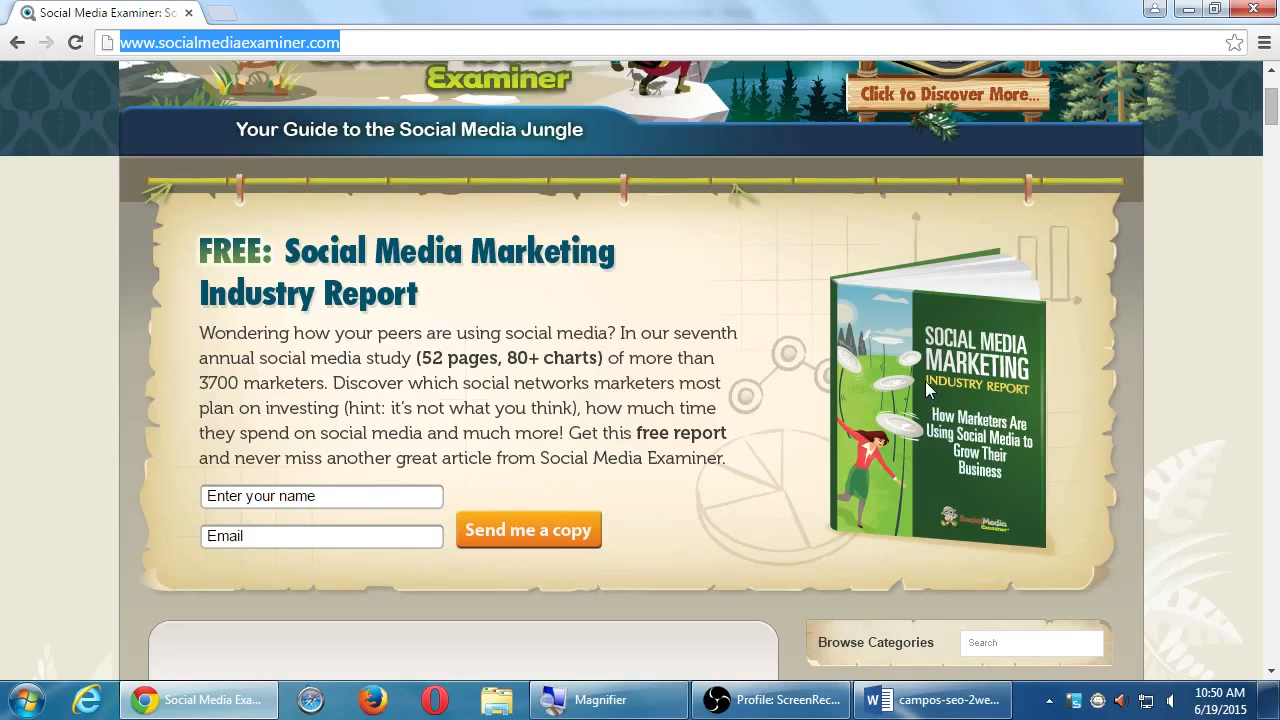 Social Media Examiner: So
www.socialmediaexaminer.com
Examiner
Click to Discover More...
Your Guide to the Social Media Jungle
FREE: Social Media Marketing
Industry Report
Wondering how your peers are using social media? In our seventh
annual social media study (52 pages, 80+ charts) of more than
3700 marketers. Discover which social networks marketers most
plan on investing (hint: it's not what you think), how much time
they spend on social media and much more! Get this free report
and never miss another great article from Social Media Examiner.
Enter your name
Email
Send me a copy
SOCIAL MEDIA
MARKETING
INDUSTRY REPORT
How Marketers Are
Using Social Media to
Grow Their
Business
SocialMedia
Examiner
Browse Categories
Search
Social Media Exa...
Magnifier
Profile: ScreenRec...
campos-seo-2we...
10:50 AM
6/19/2015